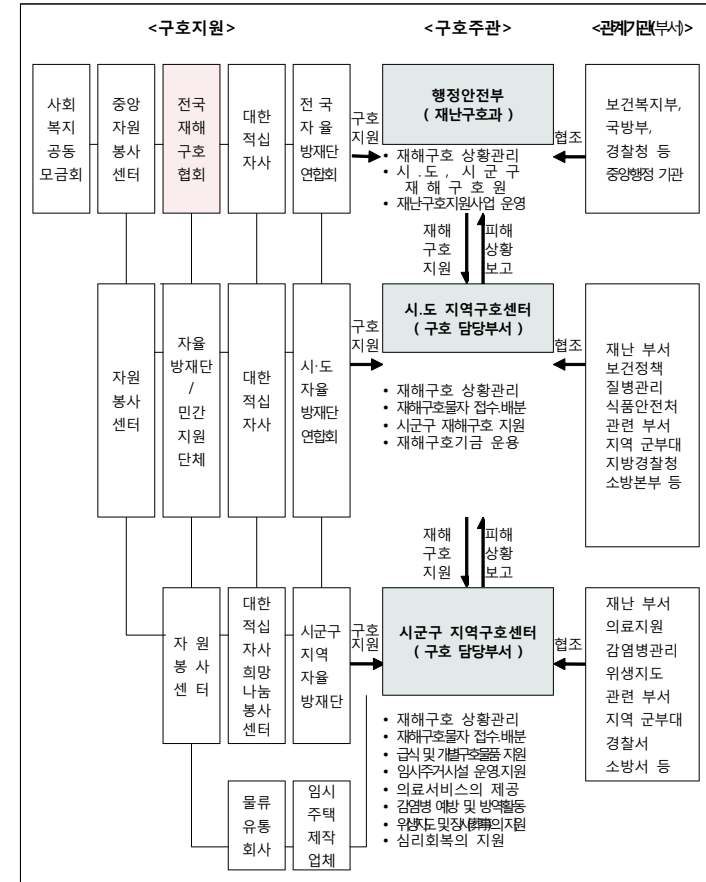 <구호지원>
<구호주관>
<관계기관(부서)>
사회
복지
공동
모금회
중앙
자원
봉사
센터
전국
재해
구호
협회
대한
적십
자사
전 국
자 율
방재단
연합회
구호
지원
행정안전부
( 재난구호과 )
• 재해구호 상황관리
• 시 .도 , 시 군 구
재 해 구 호 원
• 재난구호지원사업 운영
협조
보건복지부,
국방부,
경찰청 등
중앙행정 기관
재해
구호
지원
피해
상황
보고
자원
봉사
센터
자율
방재단
/
민간
지원
단체
대한
적십
자사
시·도
자율
방재단
연합회
구호
지원
시.도 지역구호센터
( 구호 담당부서 )
• 재해구호 상황관리
• 재해구호물자 접수.배분
• 시군구 재해구호 지원
• 재해구호기금 운용
협조
재난 부서
보건정책
질병관리
식품안전처
관련 부서
지역 군부대
지방경찰청
소방본부 등
재해
구호
지원
피해
상황
보고
자 원
봉 사
센 터
대한
적십
자사
희망
나눔
봉사
센터
시군구
지역
자율
방재단
구호
지원
시군구 지역구호센터
( 구호 담당부서 )
• 재해구호 상황관리
• 재해구호물자 접수.배분
• 급식 및 개별구호물품 지원
• 임시주거시설 운영.지원
• 의료서비스의 제공
• 감염병 예방 및 방역활동
• 위생지도 및 장사(葬事)의 지원
• 심리회복의 지원
협조
재난 부서
의료지원
감염병관리
위생지도
관련 부서
지역 군부대
경찰서
소방서 등
물류
유통
회사
임시
주택
제작
업체